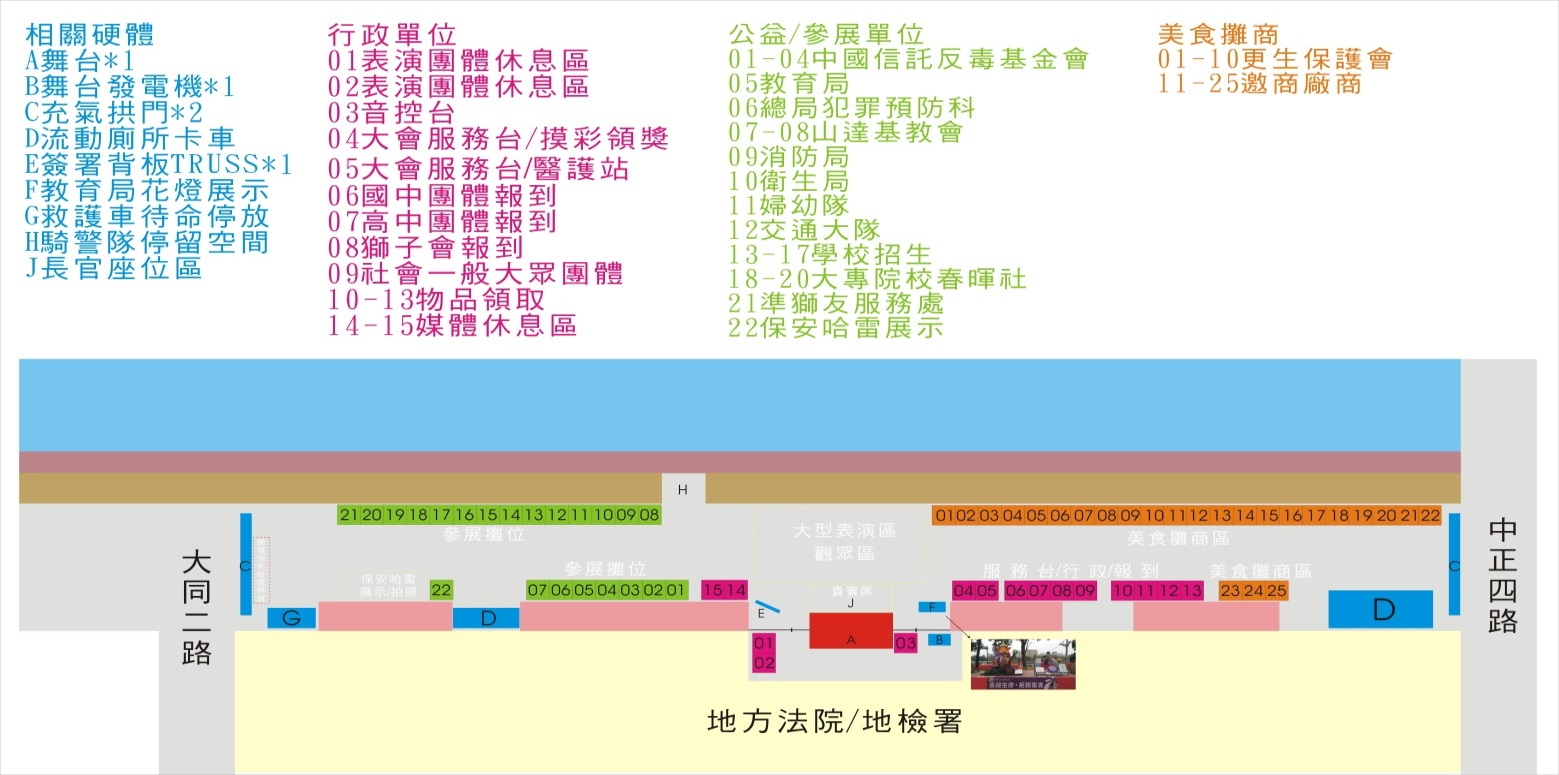 相關硬體
A舞台*1
B舞台發電機*1
C充氣拱門*2
D流動廁所卡車
E簽署背板TRUSS*1
F教育局花燈展示
G救護車待命停放
H騎警隊停留空間
J長官座位區
行政單位
01表演團體休息區
02表演團體休息區
03音控台
04大會服務台/摸彩領獎
05大會服務台/醫護站
06國中團體報到
07高中團體報到
08獅子會報到
09社會一般大眾團體
10-13物品領取
14-15媒體休息區
公益/參展單位
01-04中國信託反毒基金會
05教育局
06總局犯罪預防科
07-08山達基教會
09消防局
10衛生局
11婦幼隊
12交通大隊
13-17學校招生
18-20大專院校春暉社
21準獅友服務處
22保安哈雷展示
美食攤商
01-10更生保護會
11-25邀商廠商
H
21 20 19 18 17 16 15 14 13 12 11 10 09 08
參展攤位
大型表演區
觀眾區
01 02 03 04 05 06 07 08 09 10 11 12 13 14 15 16 17 18 19 20 21 22
美食攤商區
大同二路
C
保安哈雷
展示/拍照
22
參展攤位
07 06 05 04 03 02 01
15 14
貴賓席
J
服務台/行政/報到
04 05
06 07 08 09
10 11 12 13
美食攤商區
23 24 25
C
中正四路
G
D
E
A
F
B
D
01
02
03
地方法院/地檢署